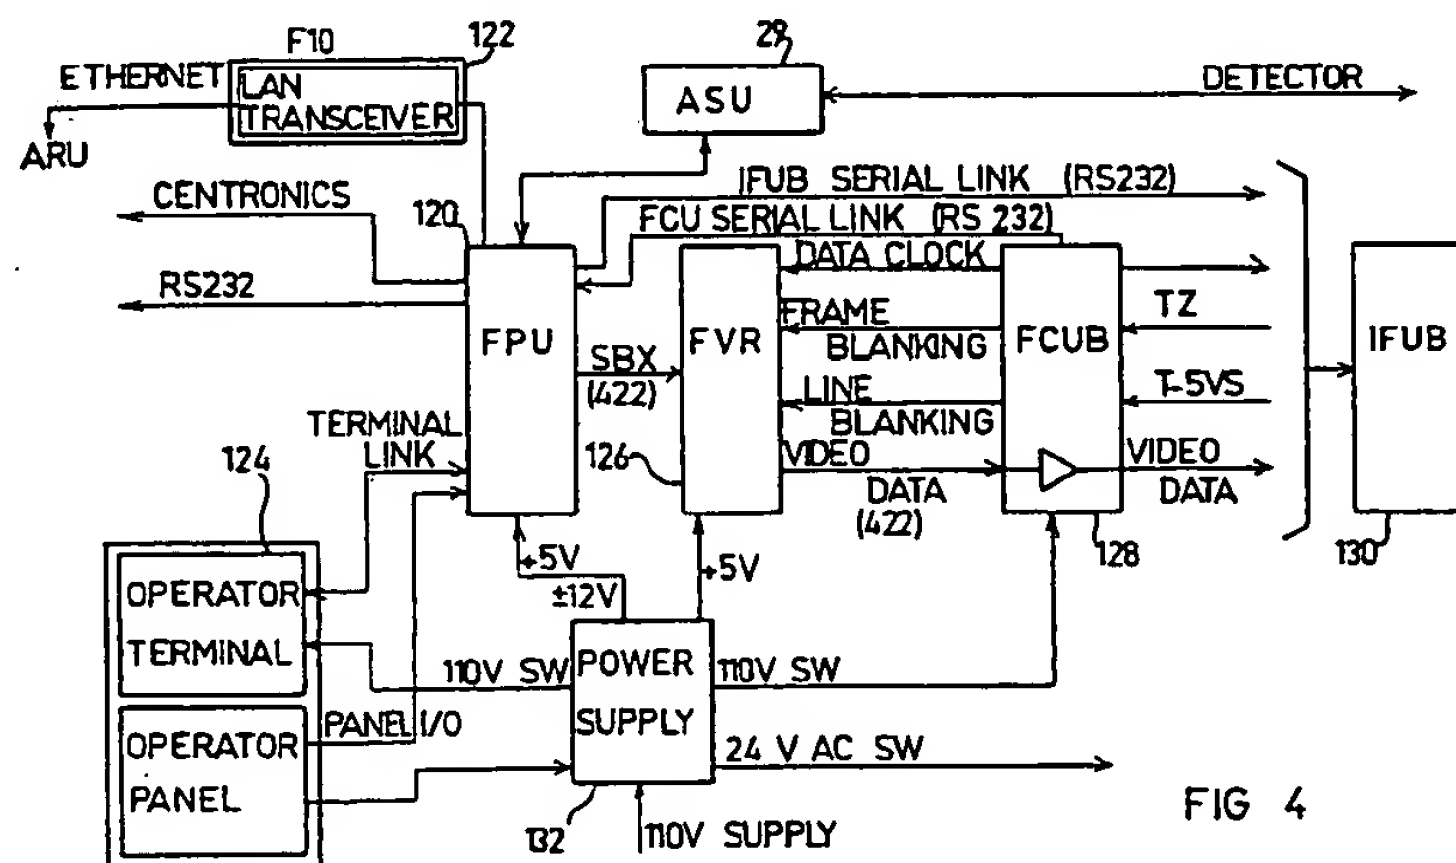 F10
122
ETHERNET
LAN
TRANSCEIVER
ARU
29
ASU
DETECTOR
CENTRONICS
120
IFUB SERIAL LINK (RS232)
FCU SERIAL LINK (RS 232)
DATA CLOCK
RS232
FPU
SBX
(422)
FVR
FRAME
BLANKING
LINE
BLANKING
FCUB
TZ
T-5VS
IFUB
TERMINAL
LINK
124
126
VIDEO
DATA
(422)
VIDEO
DATA
128
130
+5V
±12V
+5V
OPERATOR
TERMINAL
110V SW
POWER
SUPPLY
110V SW
PANEL I/O
OPERATOR
PANEL
24 V AC SW
132
110V SUPPLY
FIG 4